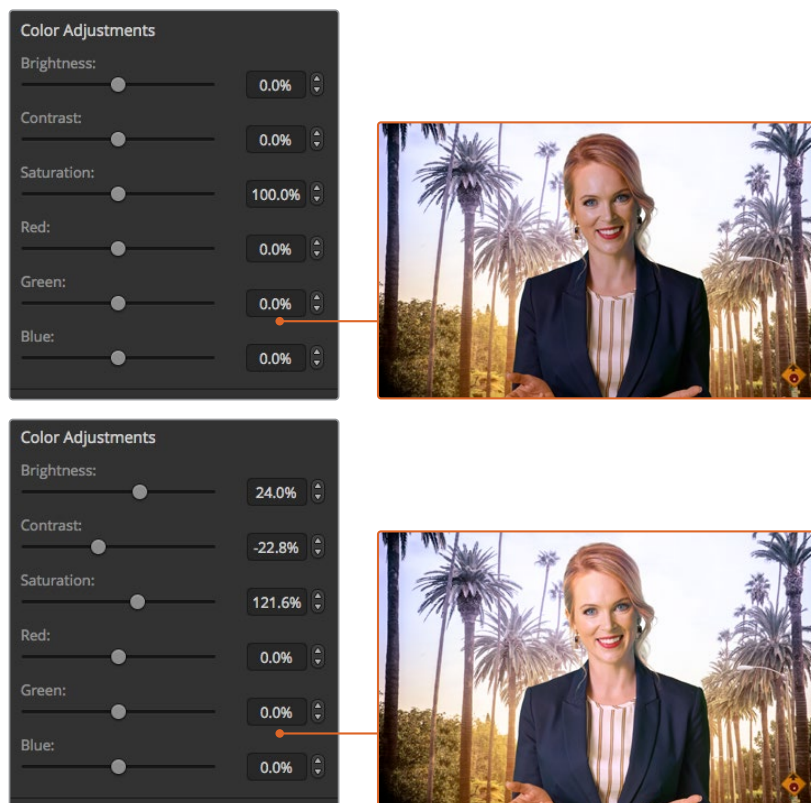 Color Adjustments
Brightness:
0.0%
Contrast:
0.0%
Saturation:
100.0%
Red:
0.0%
Green:
0.0%
Blue:
0.0%
Color Adjustments
Brightness:
24.0%
Contrast:
-22.8%
Saturation:
121.6%
Red:
0.0%
Green:
0.0%
Blue:
0.0%